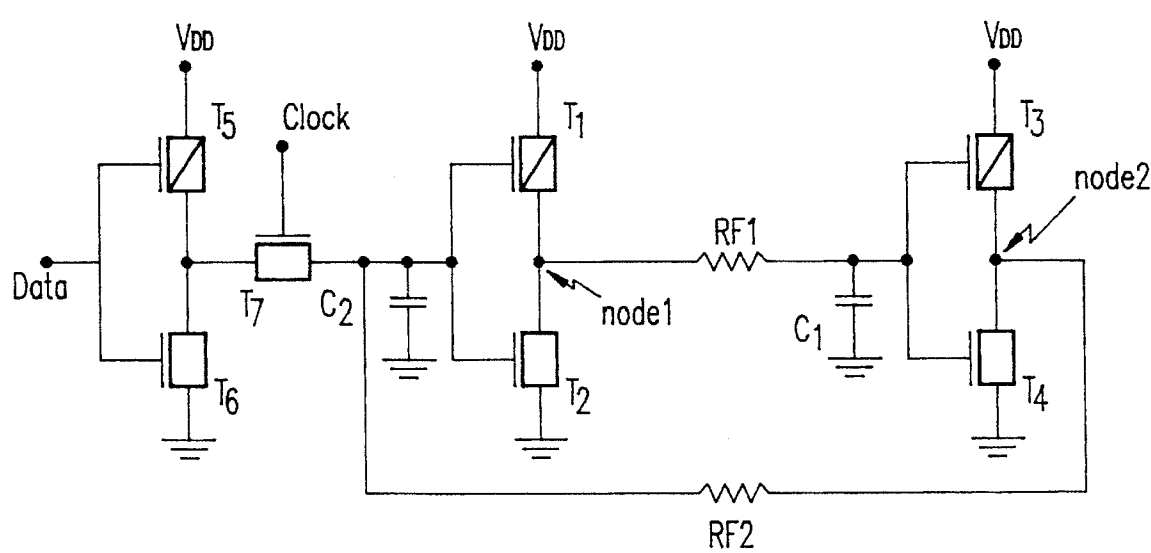 VDD
VDD
VDD
T5
Clock
T1
T3
node2
RF1
Data
T7
C2
node1
C1
T6
T2
T4
RF2